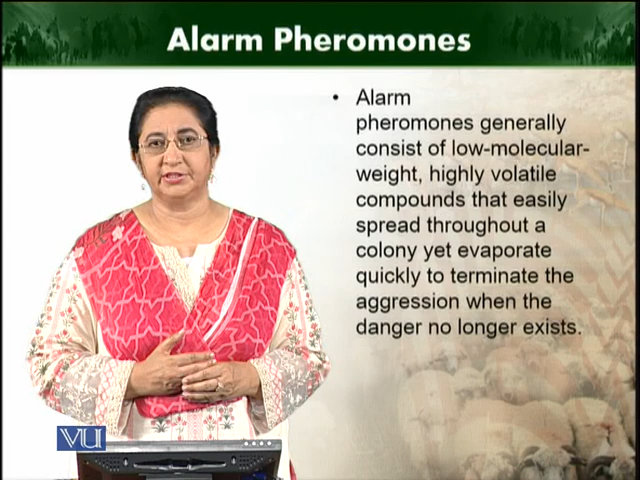 Alarm Pheromones
• Alarm
pheromones generally
consist of low-molecular-
weight, highly volatile
compounds that easily
spread throughout a
colony yet evaporate
quickly to terminate the
aggression when the
danger no longer exists.
VU